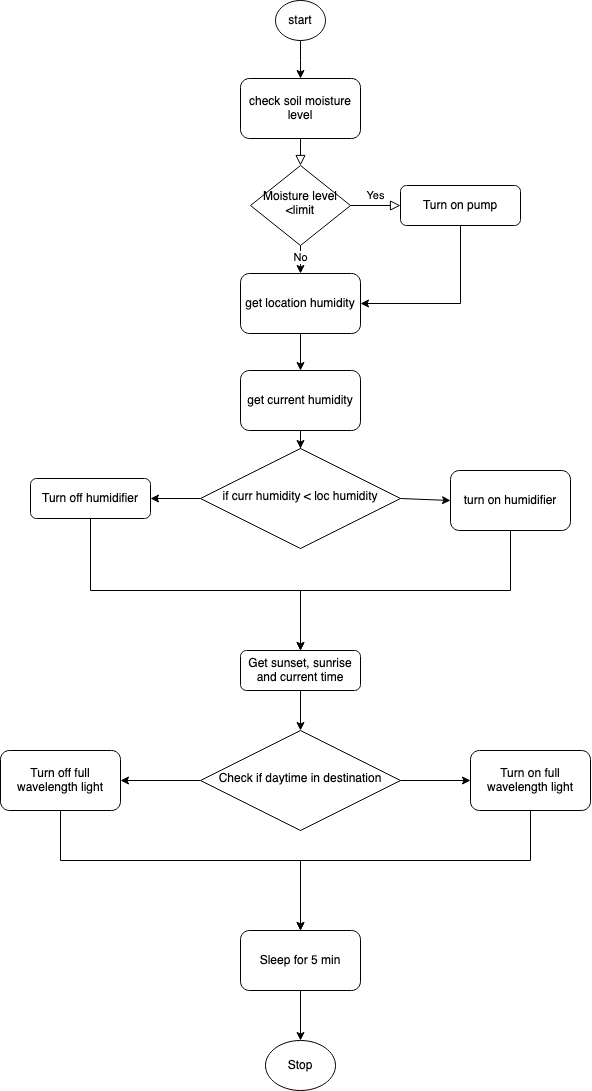 start
check soil moisture
level
Moisture level
<limit
Yes
Turn on pump
No
get location humidity
get current humidity
Turn off humidifier
if curr humidity < loc humidity
turn on humidifier
Get sunset, sunrise
and current time
Turn off full
wavelength light
Check if daytime in destination
Turn on full
wavelength light
Sleep for 5 min
Stop